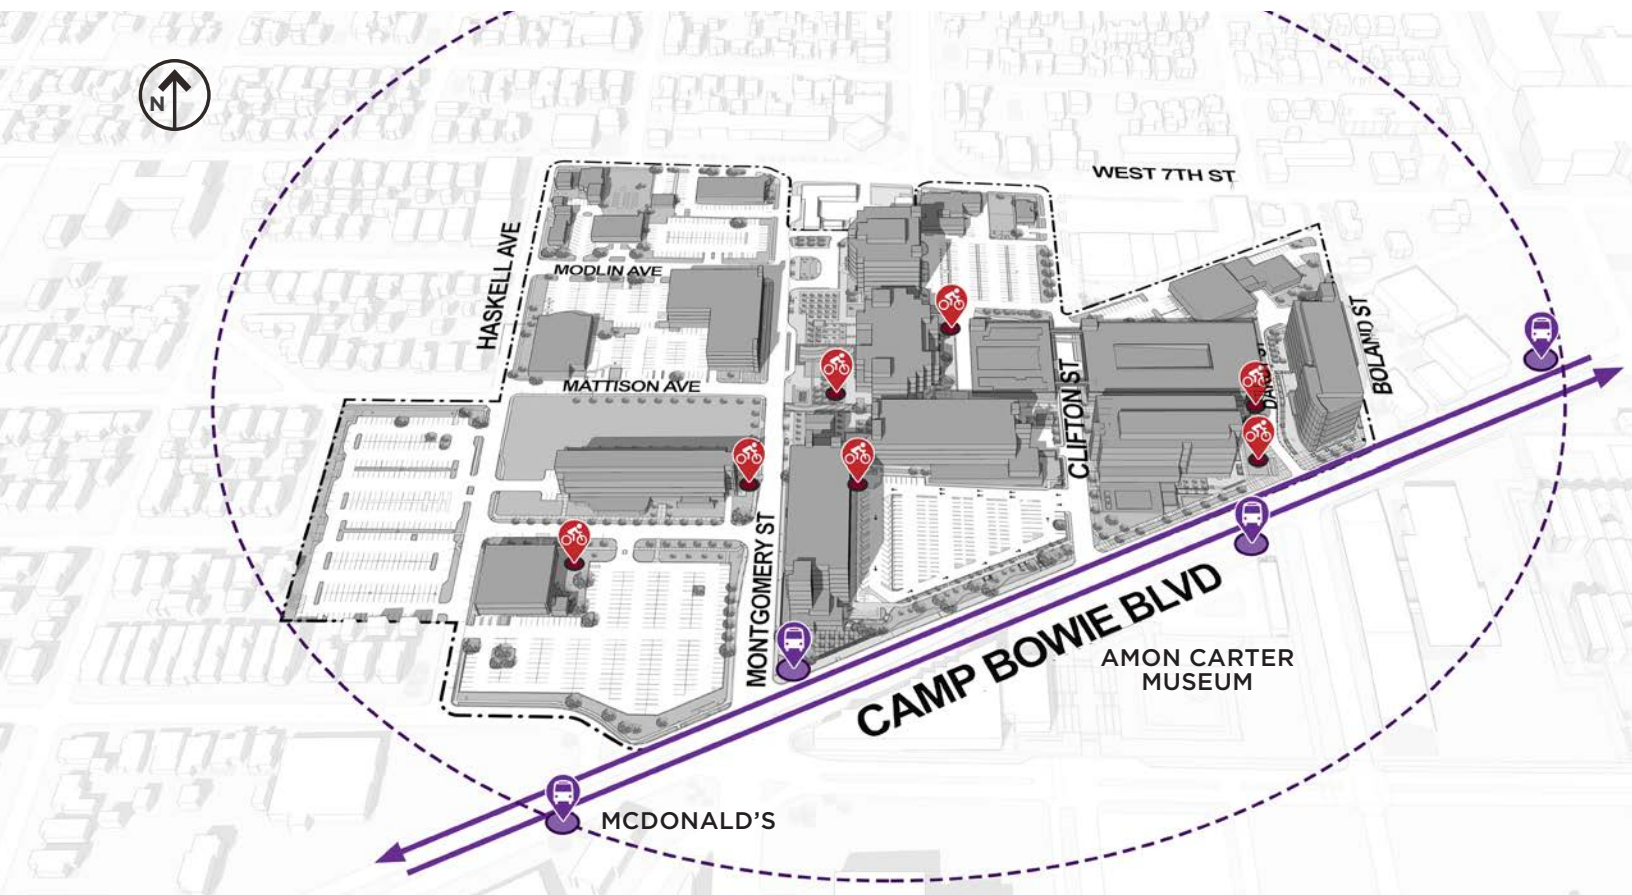 N
WEST 7TH ST
HASKELL AVE
MODLIN AVE
BOLAND ST
MATTISON AVE
CLIFTON ST
MONTGOMERY ST
CAMP BOWIE BLVD
AMON CARTER
MUSEUM
MCDONALD'S